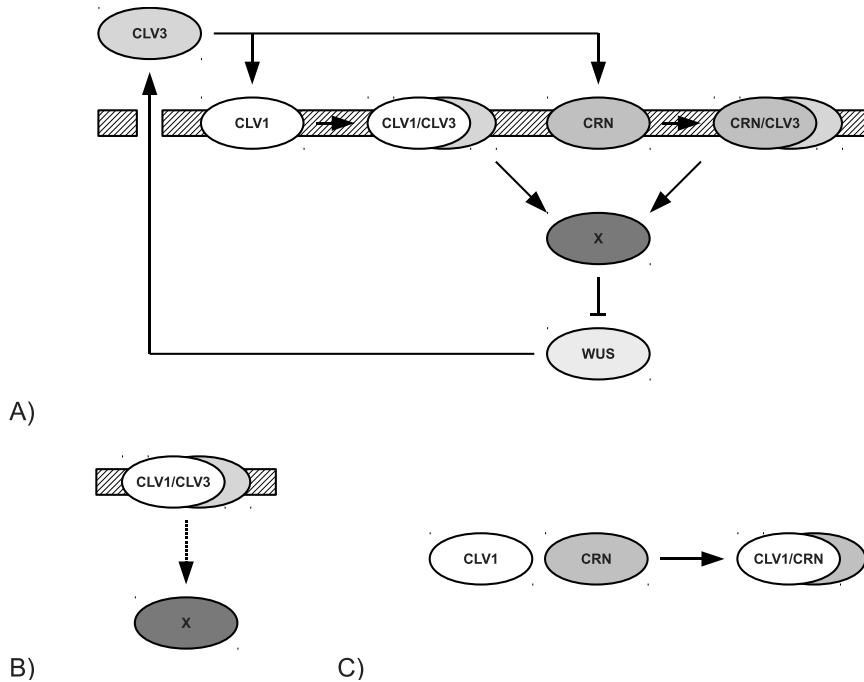 CLV3
CLV1
CLV1/CLV3
CRN
CRN/CLV3
X
WUS
A)
CLV1/CLV3
X
B)
CLV1
CRN
CLV1/CRN
C)